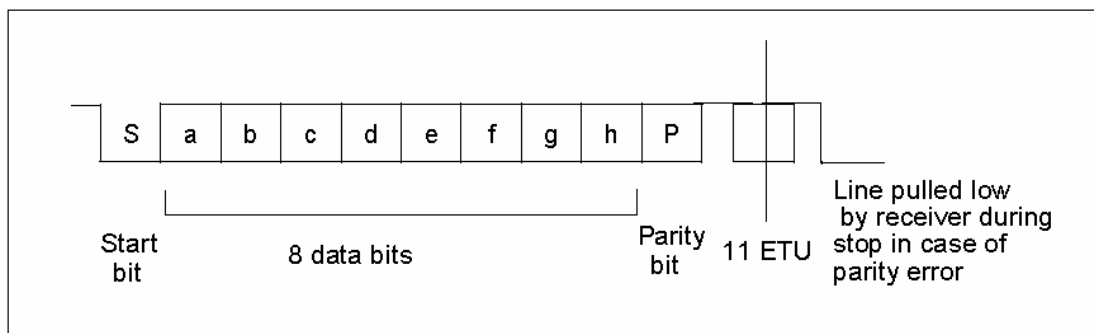 S a b c d e f g h P
Start
bit
8 data bits
Parity
bit
11 ETU
Line pulled low
by receiver during
stop in case of
parity error